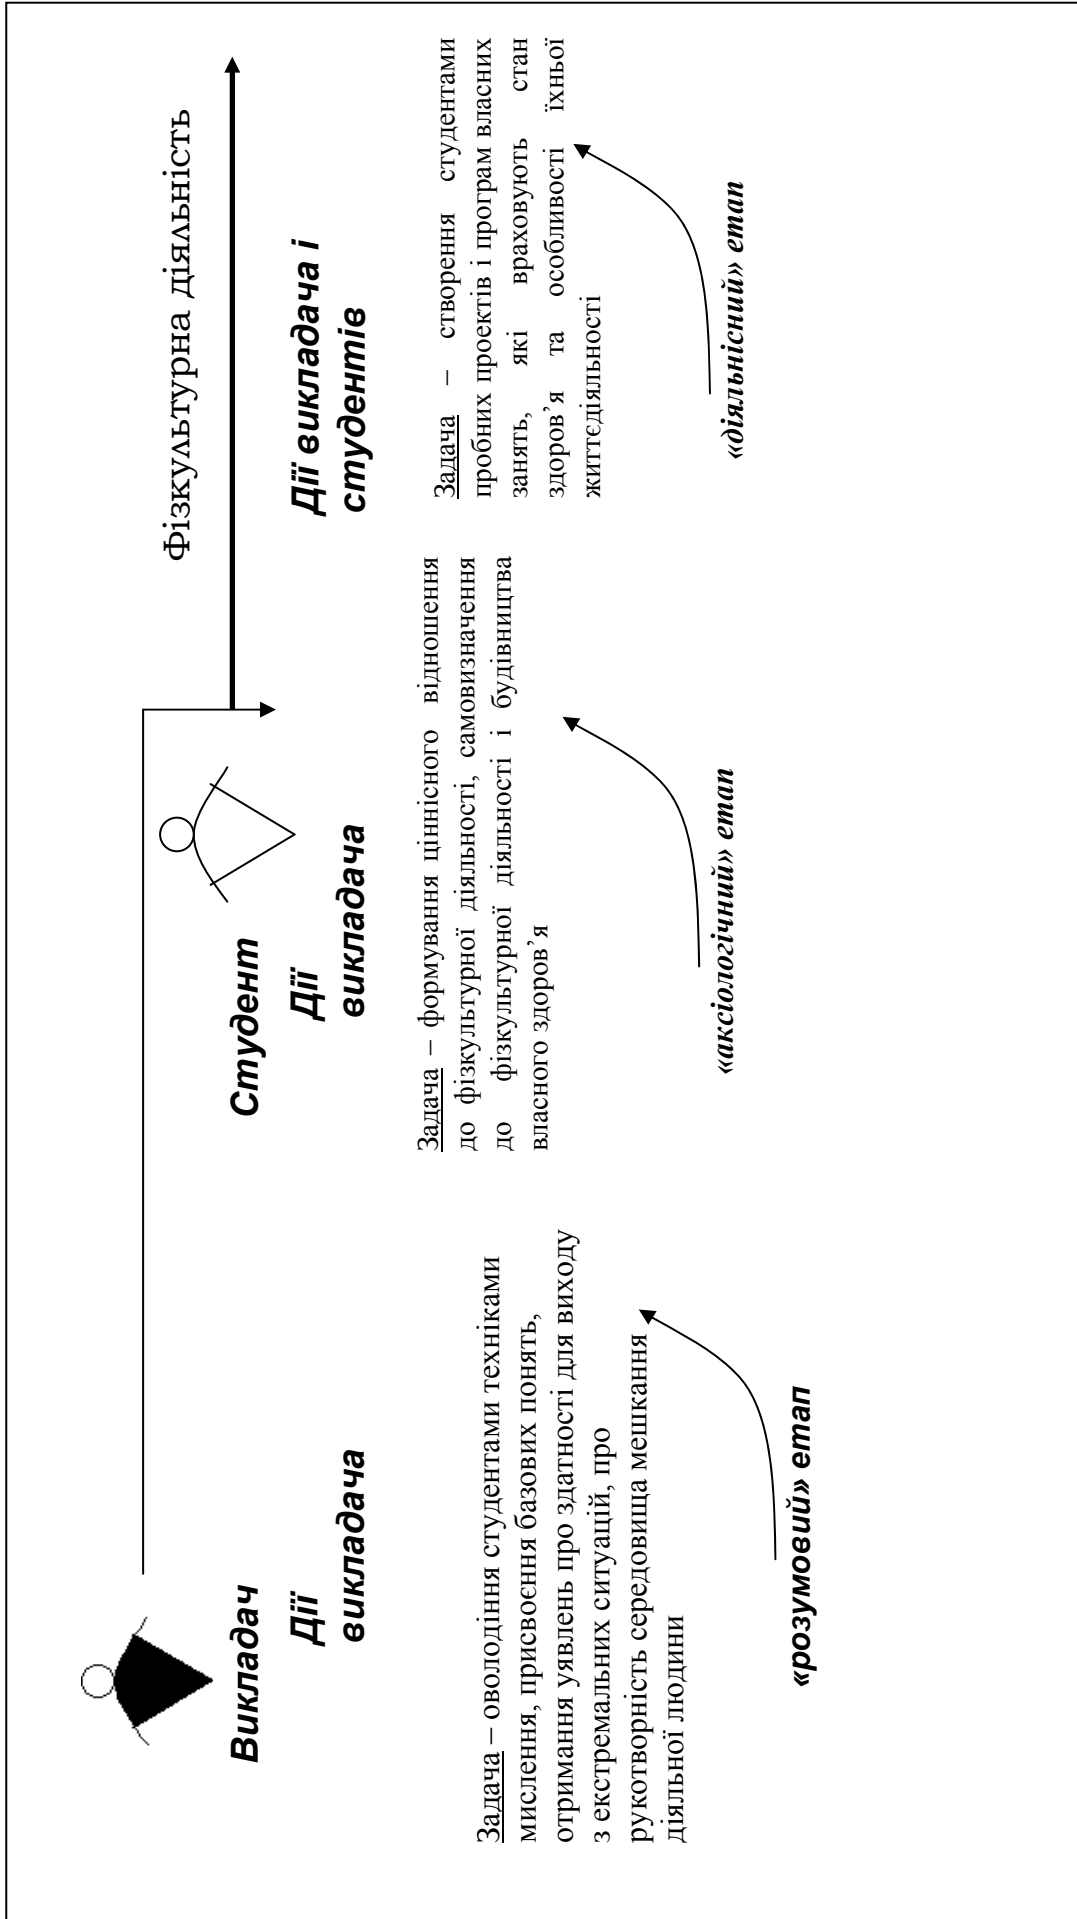 Фізкультурна діяльність
Викладач
Студент
Дії
викладача
Дії
викладача
Дії викладача і
студентів
Задача – оволодіння студентами техніками
мислення, присвоєння базових понять,
отримання уявлень про здатності для виходу
з екстремальних ситуацій, про
рукотворність середовища мешкання
діяльної людини
Задача – формування ціннісного відношення
до фізкультурної діяльності, самовизначення
до фізкультурної діяльності і будівництва
власного здоров’я
Задача – створення студентами
пробних проектів і програм власних
занять, які враховують стан
здоров’я та особливості їхньої
життєдіяльності
«розумовий» етап
«аксіологічний» етап
«діяльнісний» етап